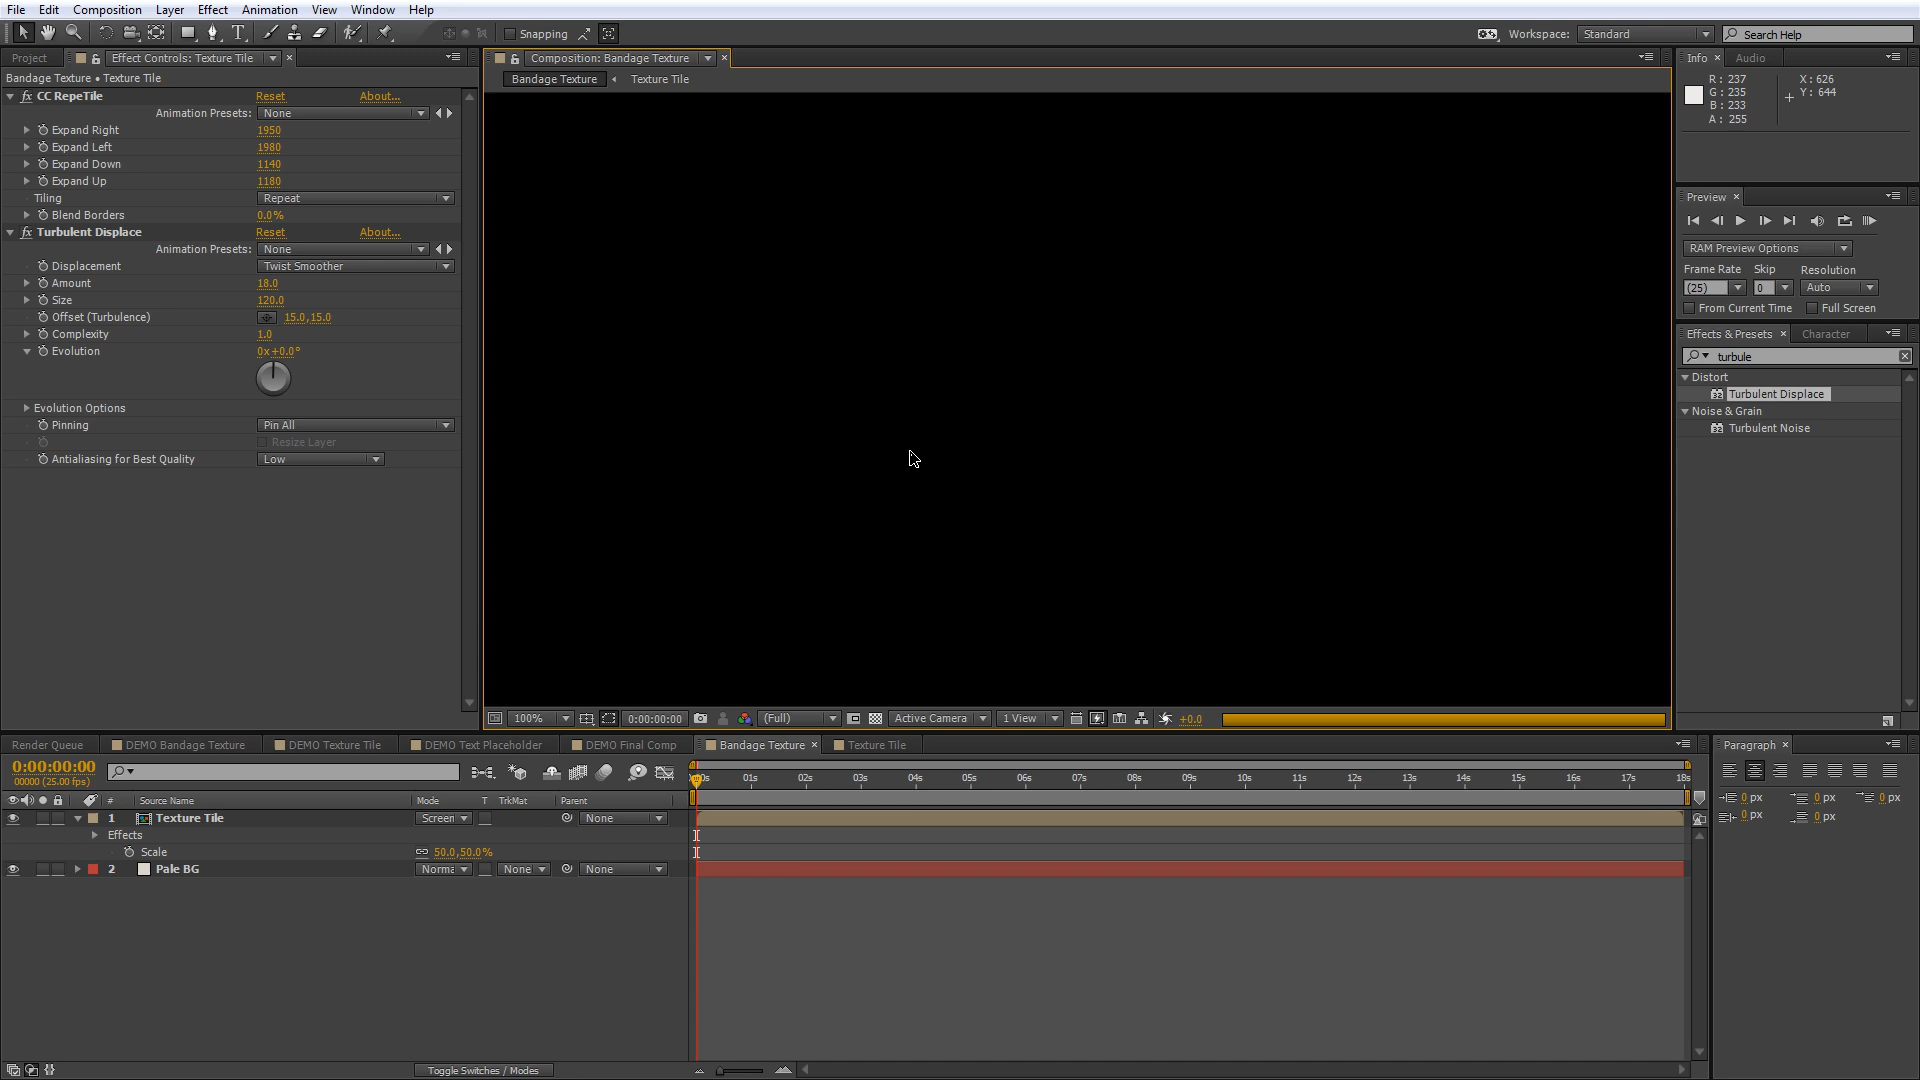 File Edit Composition Layer Effect Animation View Window Help
Snapping Workspace: Standard Search Help
Project Effect Controls: Texture Tile
Bandage Texture • Texture Tile
fx CC RepeTile Reset About...
Animation Presets: None
Expand Right 1950
Expand Left 1980
Expand Down 1140
Expand Up 1180
Tiling Repeat
Blend Borders 0.0%
fx Turbulent Displace Reset About...
Animation Presets: None
Displacement Twist Smoother
Amount 18.0
Size 120.0
Offset (Turbulence) 15.0,15.0
Complexity 1.0
Evolution 0x+0.0°
Evolution Options
Pinning Pin All
Resize Layer
Antialiasing for Best Quality Low
Composition: Bandage Texture
Bandage Texture Texture Tile
100% 0:00:00:00 (Full) Active Camera 1 View +0.0
Info Audio
R: 237 X: 626
G: 235 Y: 644
B: 233
A: 255
Preview
RAM Preview Options
Frame Rate Skip Resolution
(25) 0 Auto
From Current Time Full Screen
Effects & Presets Character
turbule
Distort
32 Turbulent Displace
Noise & Grain
32 Turbulent Noise
Render Queue DEMO Bandage Texture DEMO Texture Tile DEMO Text Placeholder DEMO Final Comp Bandage Texture Texture Tile
0:00:00:00
00000 (25.00 fps)
01s 02s 03s 04s 05s 06s 07s 08s 09s 10s 11s 12s 13s 14s 15s 16s 17s 18s
# Source Name Mode T TrkMat Parent
1 Texture Tile Screen None
Effects
Scale 50.0,50.0%
2 Pale BG Norma None None
Toggle Switches / Modes
Paragraph
0 px 0 px 0 px
0 px 0 px